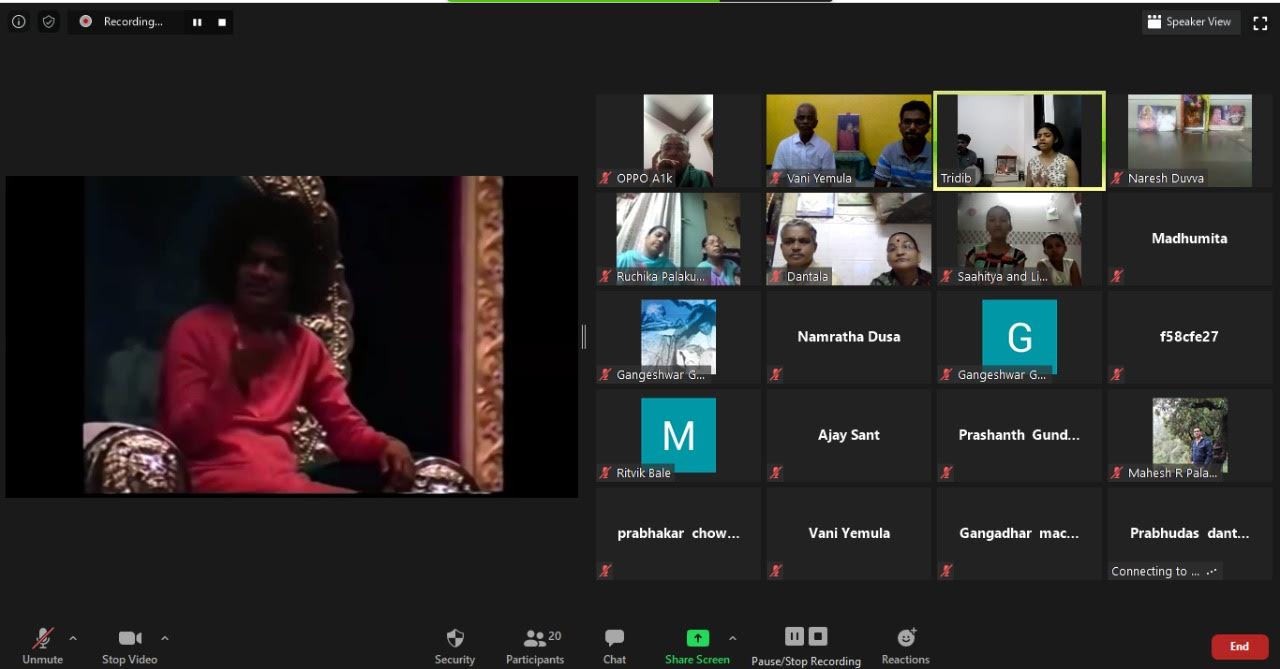 Recording...
Speaker View
OPPO A1k
Vani Yemula
Tridib
Naresh Duvva
Ruchika Palaku...
Dantala
Saahitya and Li...
Madhumita
Gangeshwar G...
Namratha Dusa
G
Gangeshwar G...
f58cfe27
M
Ritvik Bale
Ajay Sant
Prashanth Gund...
Mahesh R Pala...
prabhakar chow...
Vani Yemula
Gangadhar mac...
Prabhudas dant...
Connecting to ...
Unmute
Stop Video
Security
20
Participants
Chat
Share Screen
Pause/Stop Recording
Reactions
End